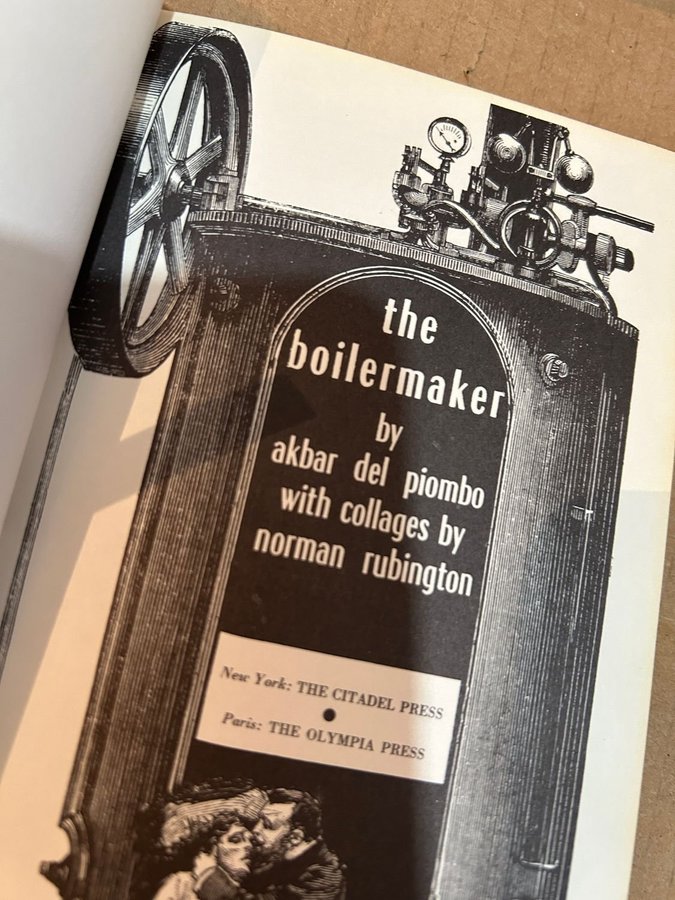 the
boilermaker
by
akbar del piombo
with collages by
norman rubington
New York: THE CITADEL PRESS
Paris: THE OLYMPIA PRESS